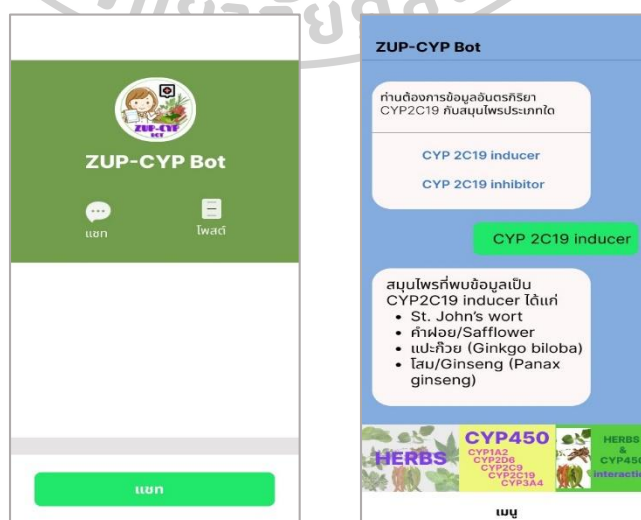 ZUP-CYP
BOT
ZUP-CYP Bot
แชท
โพสต์
แชท
ZUP-CYP Bot
ท่านต้องการข้อมูลอันตรกิริยา
CYP2C19 กับสมุนไพรประเภทใด
CYP 2C19 inducer
CYP 2C19 inhibitor
CYP 2C19 inducer
สมุนไพรที่พบข้อมูลเป็น
CYP2C19 inducer ได้แก่
• St. John's wort
• คำฝอย/Safflower
• แปะก๊วย (Ginkgo biloba)
• โสม/Ginseng (Panax
ginseng)
HERBS
CYP450
CYP1A2
CYP2D6
CYP2C9
CYP2C19
CYP3A4
HERBS
&
CYP450
interaction
เมนู